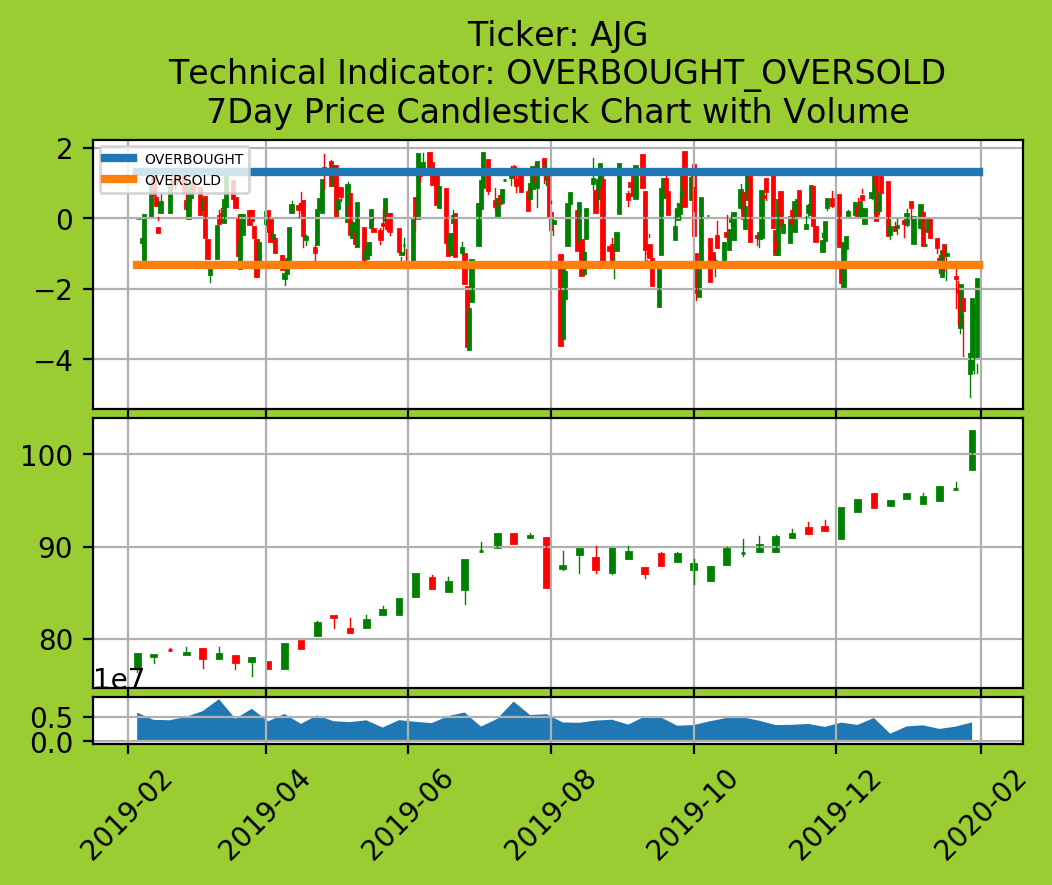 Ticker: AJG
Technical Indicator: OVERBOUGHT_OVERSOLD
7Day Price Candlestick Chart with Volume
OVERBOUGHT
OVERSOLD
2
0
−2
−4
100
90
80
1e7
0.5
0.0
2019-02
2019-04
2019-06
2019-08
2019-10
2019-12
2020-02